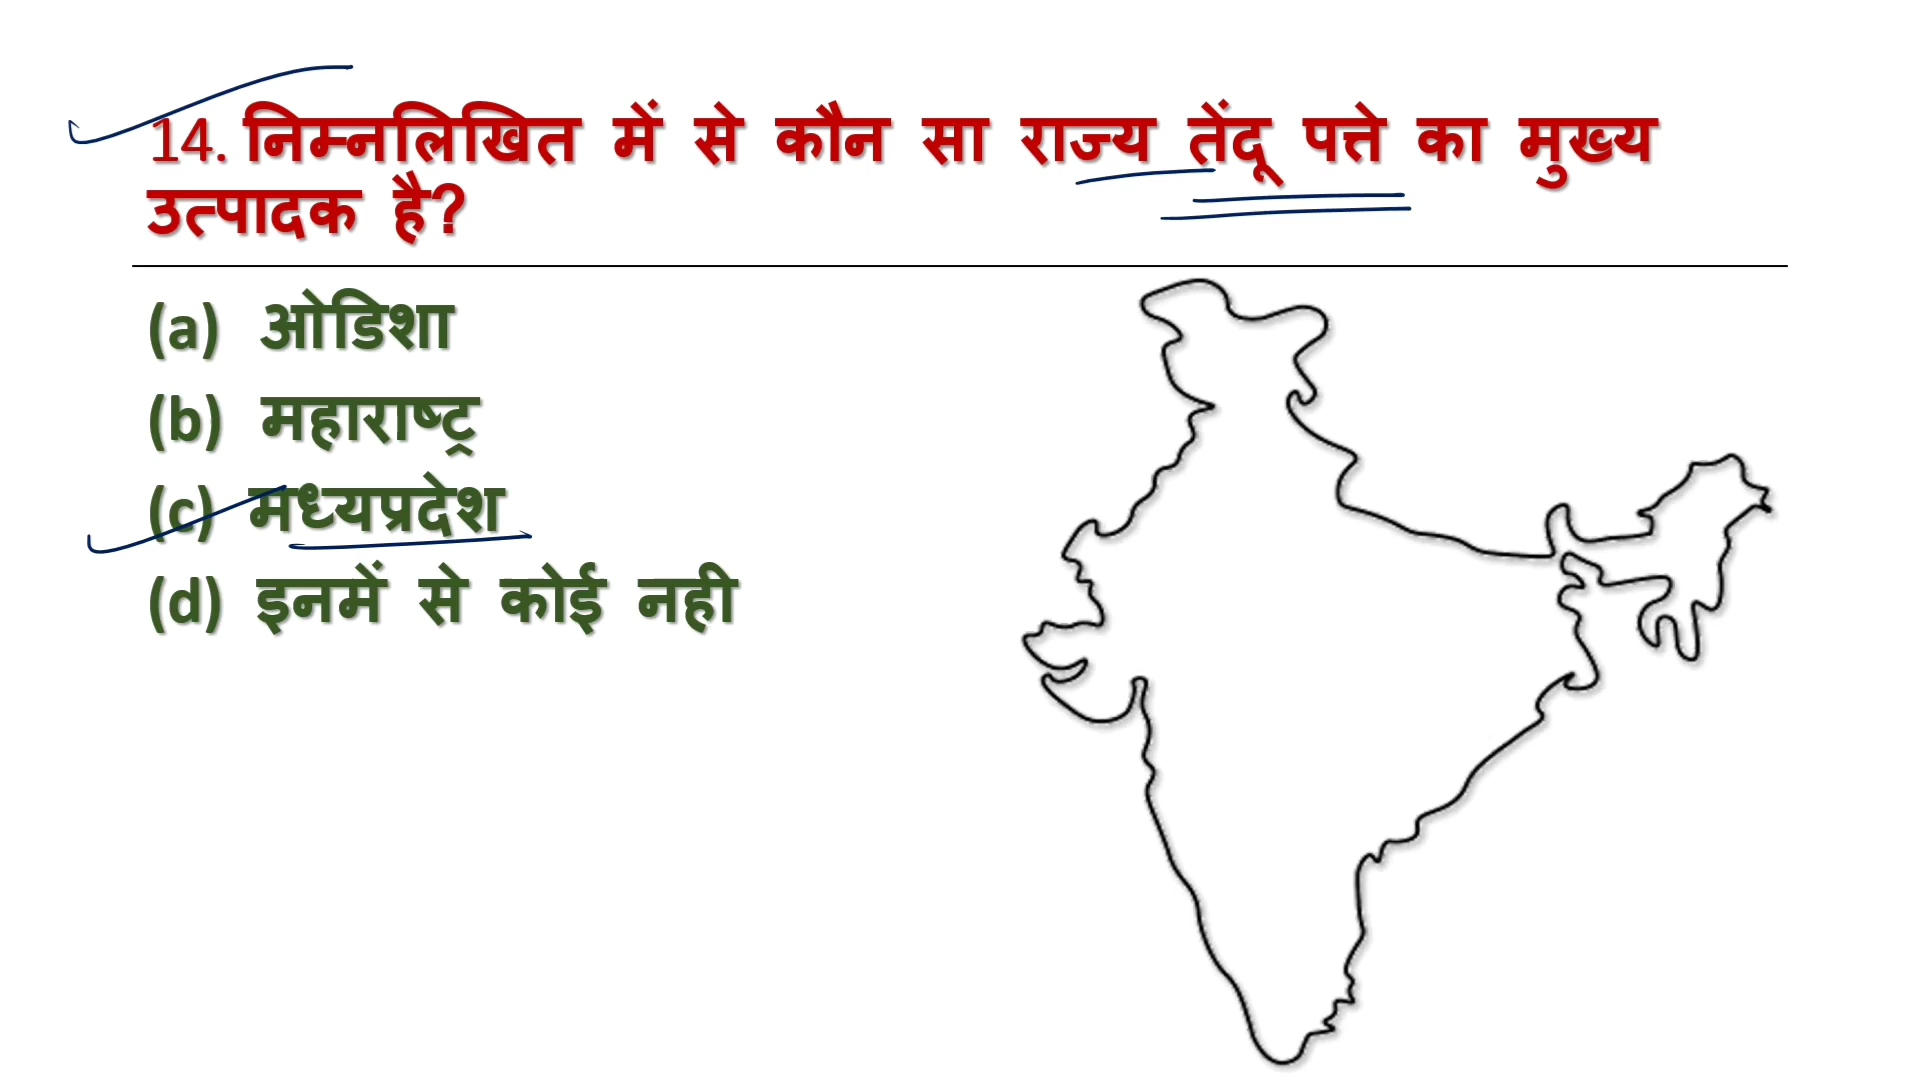 14. निम्नलिखित में से कौन सा राज्य तेंदू पत्ते का मुख्य
उत्पादक है?
(a) ओडिशा
(b) महाराष्ट्र
(c) मध्यप्रदेश
(d) इनमें से कोई नही